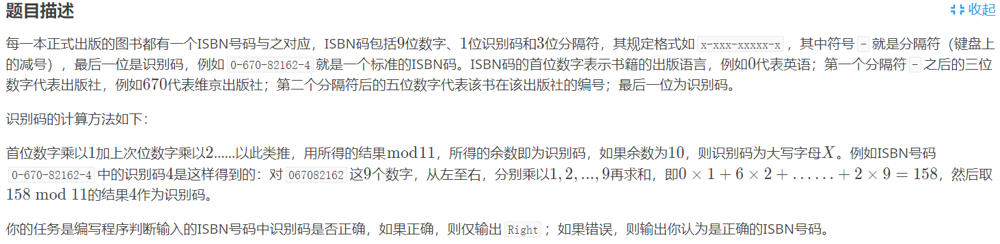 题目描述
收起
每一本正式出版的图书都有一个ISBN号码与之对应，ISBN码包括9位数字、1位识别码和3位分隔符，其规定格式如 x-xxx-xxxxx-x ，其中符号 - 就是分隔符（键盘上
的减号），最后一位是识别码，例如 0-670-82162-4 就是一个标准的ISBN码。ISBN码的首位数字表示书籍的出版语言，例如0代表英语；第一个分隔符 - 之后的三位
数字代表出版社，例如670代表维京出版社；第二个分隔符后的五位数字代表该书在该出版社的编号；最后一位为识别码。
识别码的计算方法如下：
首位数字乘以1加上次位数字乘以2……以此类推，用所得的结果mod11，所得的余数即为识别码，如果余数为10，则识别码为大写字母X。例如ISBN号码
0-670-82162-4 中的识别码4是这样得到的：对 067082162 这9个数字，从左至右，分别乘以1,2,...,9再求和，即0×1+6×2+......+2×9=158，然后取
158 mod 11的结果4作为识别码。
你的任务是编写程序判断输入的ISBN号码中识别码是否正确，如果正确，则仅输出 Right ；如果错误，则输出你认为是正确的ISBN号码。